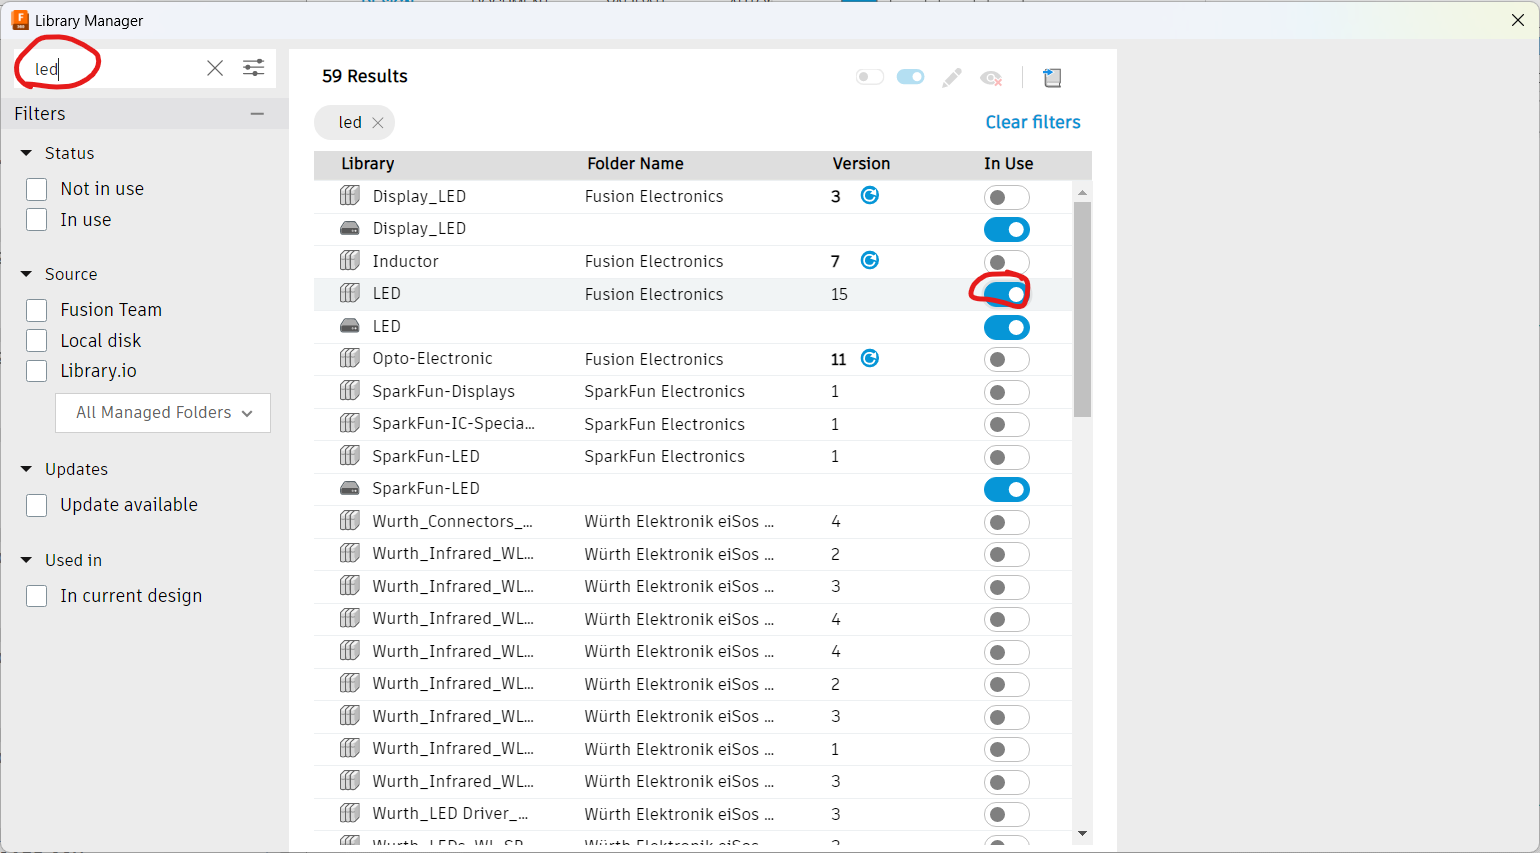 Library Manager
led
Filters
Status
Not in use
In use
Source
Fusion Team
Local disk
Library.io
All Managed Folders
Updates
Update available
Used in
In current design
59 Results
led
Clear filters
Library Folder Name Version In Use
Display_LED Fusion Electronics 3
Display_LED
Inductor Fusion Electronics 7
LED Fusion Electronics 15
LED
Opto-Electronic Fusion Electronics 11
SparkFun-Displays SparkFun Electronics 1
SparkFun-IC-Specia... SparkFun Electronics 1
SparkFun-LED SparkFun Electronics 1
SparkFun-LED
Wurth_Connectors_... Würth Elektronik eiSos ... 4
Wurth_Infrared_WL... Würth Elektronik eiSos ... 2
Wurth_Infrared_WL... Würth Elektronik eiSos ... 3
Wurth_Infrared_WL... Würth Elektronik eiSos ... 4
Wurth_Infrared_WL... Würth Elektronik eiSos ... 4
Wurth_Infrared_WL... Würth Elektronik eiSos ... 2
Wurth_Infrared_WL... Würth Elektronik eiSos ... 3
Wurth_Infrared_WL... Würth Elektronik eiSos ... 1
Wurth_Infrared_WL... Würth Elektronik eiSos ... 3
Wurth_LED Driver_... Würth Elektronik eiSos ... 3